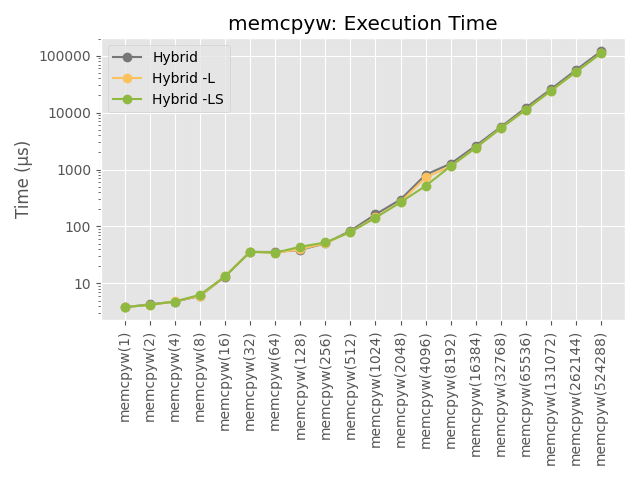 memcpyw: Execution Time
Hybrid
Hybrid -L
Hybrid -LS
Time (µs)
100000
10000
1000
100
10
memcpyw(1)
memcpyw(2)
memcpyw(4)
memcpyw(8)
memcpyw(16)
memcpyw(32)
memcpyw(64)
memcpyw(128)
memcpyw(256)
memcpyw(512)
memcpyw(1024)
memcpyw(2048)
memcpyw(4096)
memcpyw(8192)
memcpyw(16384)
memcpyw(32768)
memcpyw(65536)
memcpyw(131072)
memcpyw(262144)
memcpyw(524288)